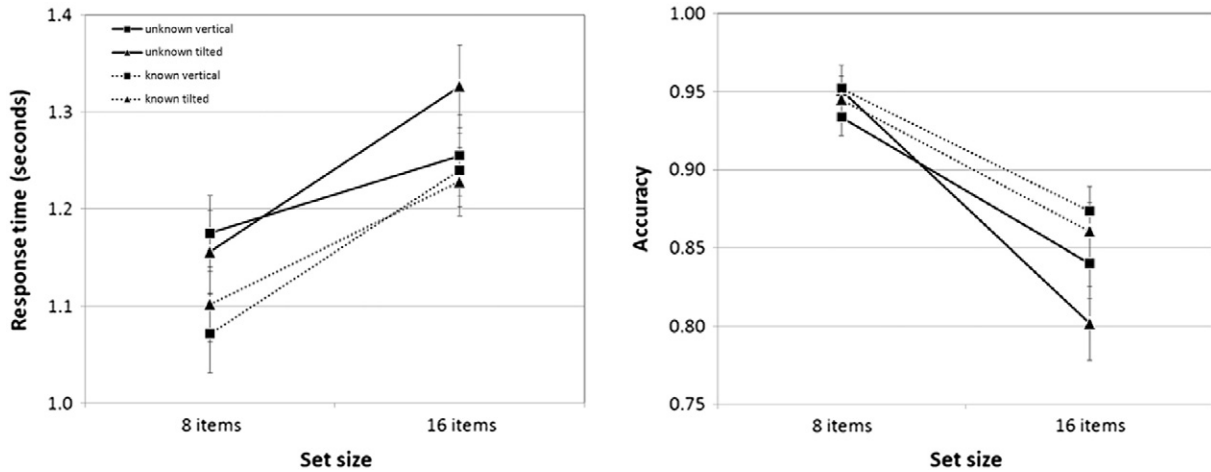 1.4
1.3
1.2
1.1
1.0
Response time (seconds)
unknown vertical
unknown tilted
known vertical
known tilted
8 items
16 items
Set size
1.00
0.95
0.90
0.85
0.80
0.75
Accuracy
8 items
16 items
Set size